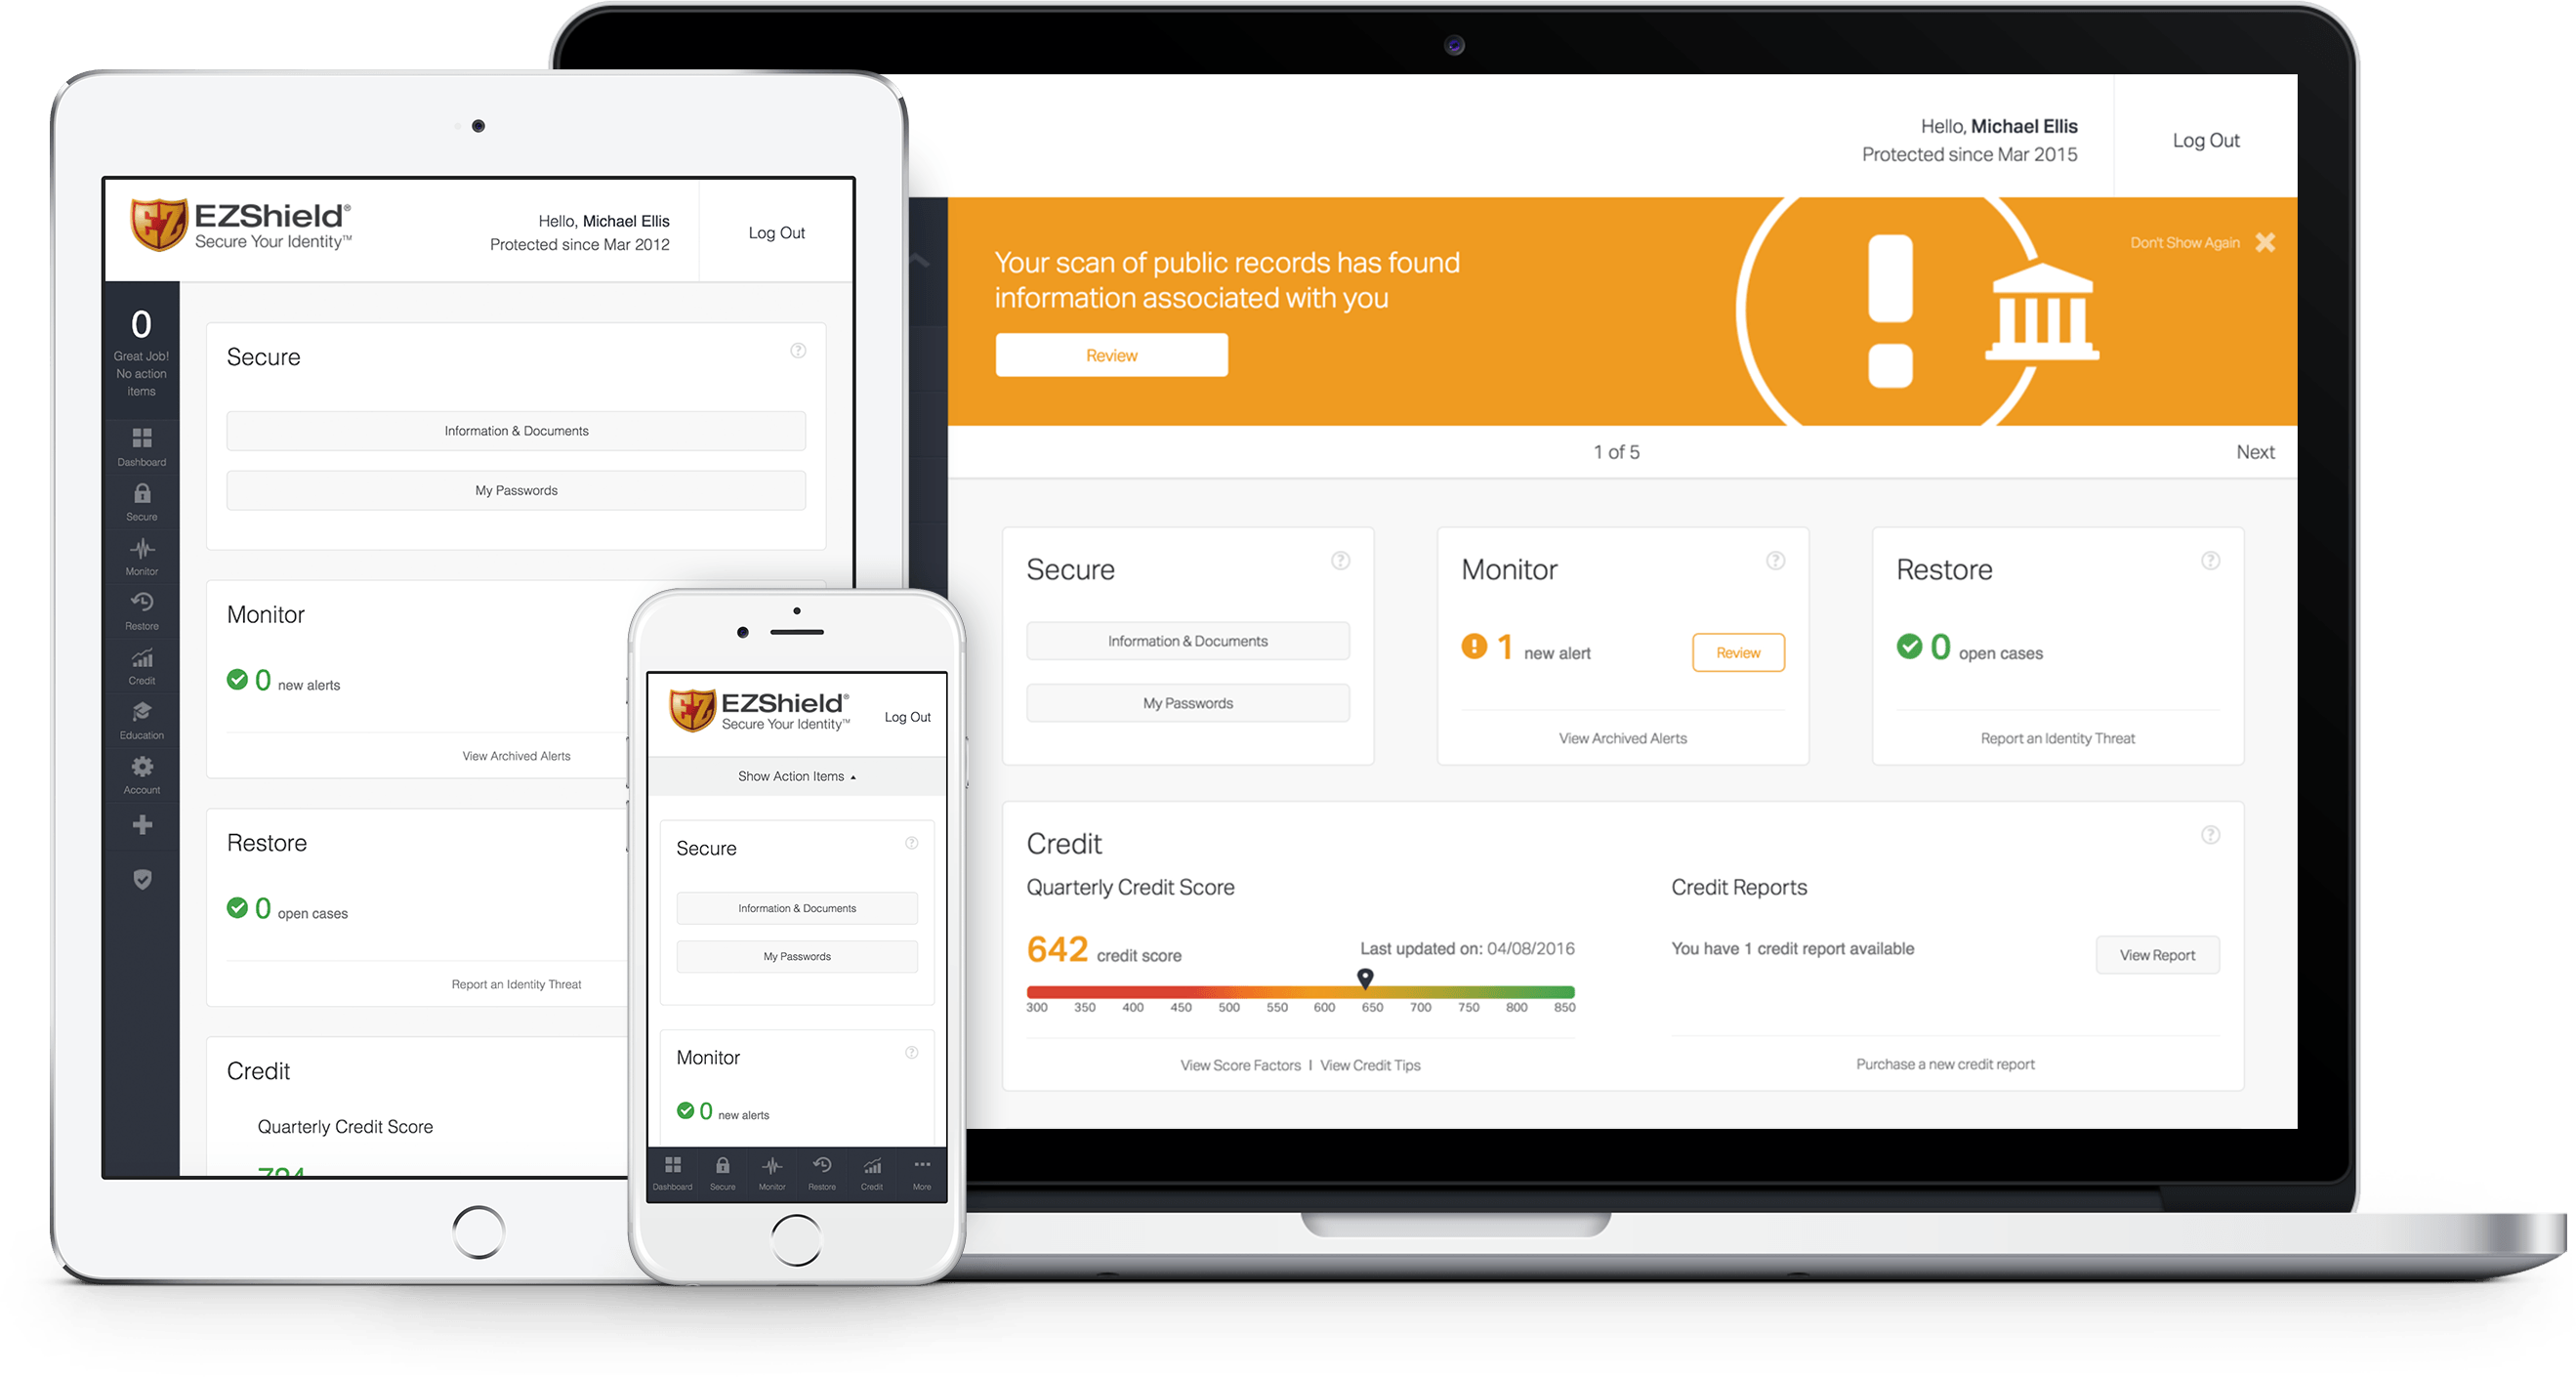 EZShield®
Secure Your Identity™
Hello, Michael Ellis
Protected since Mar 2012
Log Out
0
Great Job!
No action
items
Dashboard
Secure
Monitor
Restore
Credit
Education
Account
Secure
?
Information & Documents
My Passwords
Monitor
0 new alerts
View Archived Alerts
Restore
0 open cases
Report an Identity Threat
Credit
Quarterly Credit Score
EZShield®
Secure Your Identity™
Log Out
Show Action Items
Secure
?
Information & Documents
My Passwords
Monitor
?
0 new alerts
Dashboard
Secure
Monitor
Restore
Credit
More
Hello, Michael Ellis
Protected since Mar 2015
Log Out
Your scan of public records has found
information associated with you
Review
Don't Show Again
1 of 5
Next
Secure
?
Information & Documents
My Passwords
Monitor
?
1 new alert
Review
View Archived Alerts
Restore
?
0 open cases
Report an Identity Threat
Credit
?
Quarterly Credit Score
642 credit score
Last updated on: 04/08/2016
300 350 400 450 500 550 600 650 700 750 800 850
View Score Factors | View Credit Tips
Credit Reports
You have 1 credit report available
View Report
Purchase a new credit report